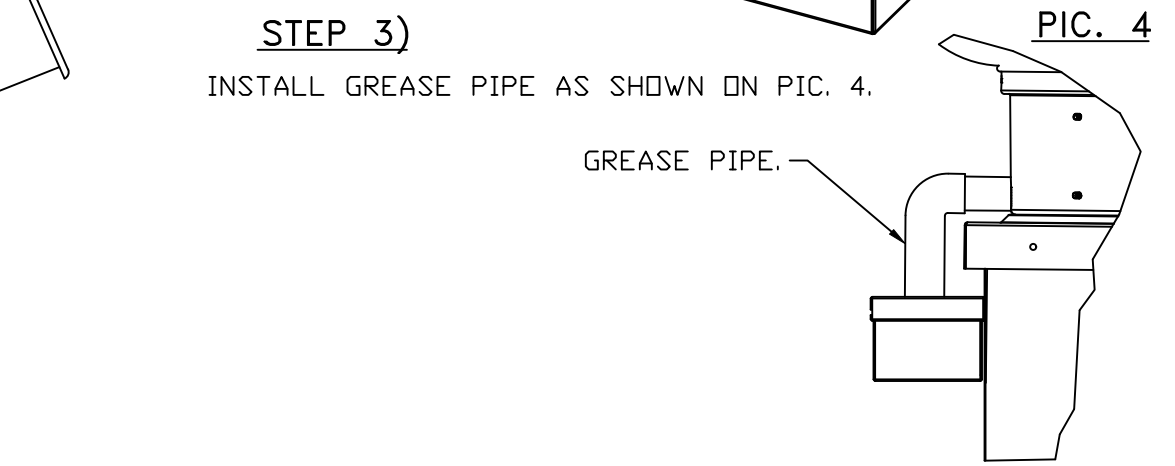 STEP 3)
PIC. 4
INSTALL GREASE PIPE AS SHOWN ON PIC. 4.
GREASE PIPE.